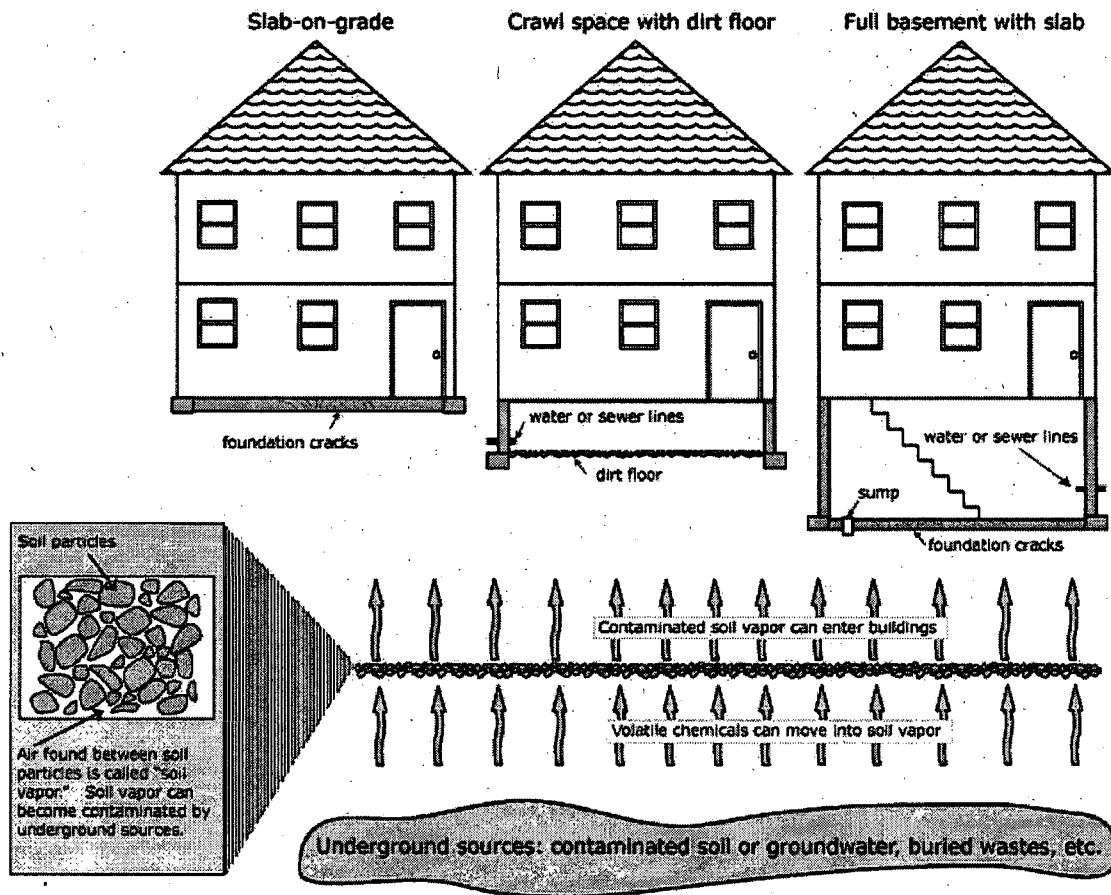 Slab-on-grade
Crawl space with dirt floor
Full basement with slab
foundation cracks
water or sewer lines
dirt floor
water or sewer lines
sump
foundation cracks
Soil particles
Air found between soil
particles is called "soil
vapor." Soil vapor can
become contaminated by
underground sources.
Contaminated soil vapor can enter buildings
Volatile chemicals can move into soil vapor
Underground sources: contaminated soil or groundwater, buried wastes, etc.